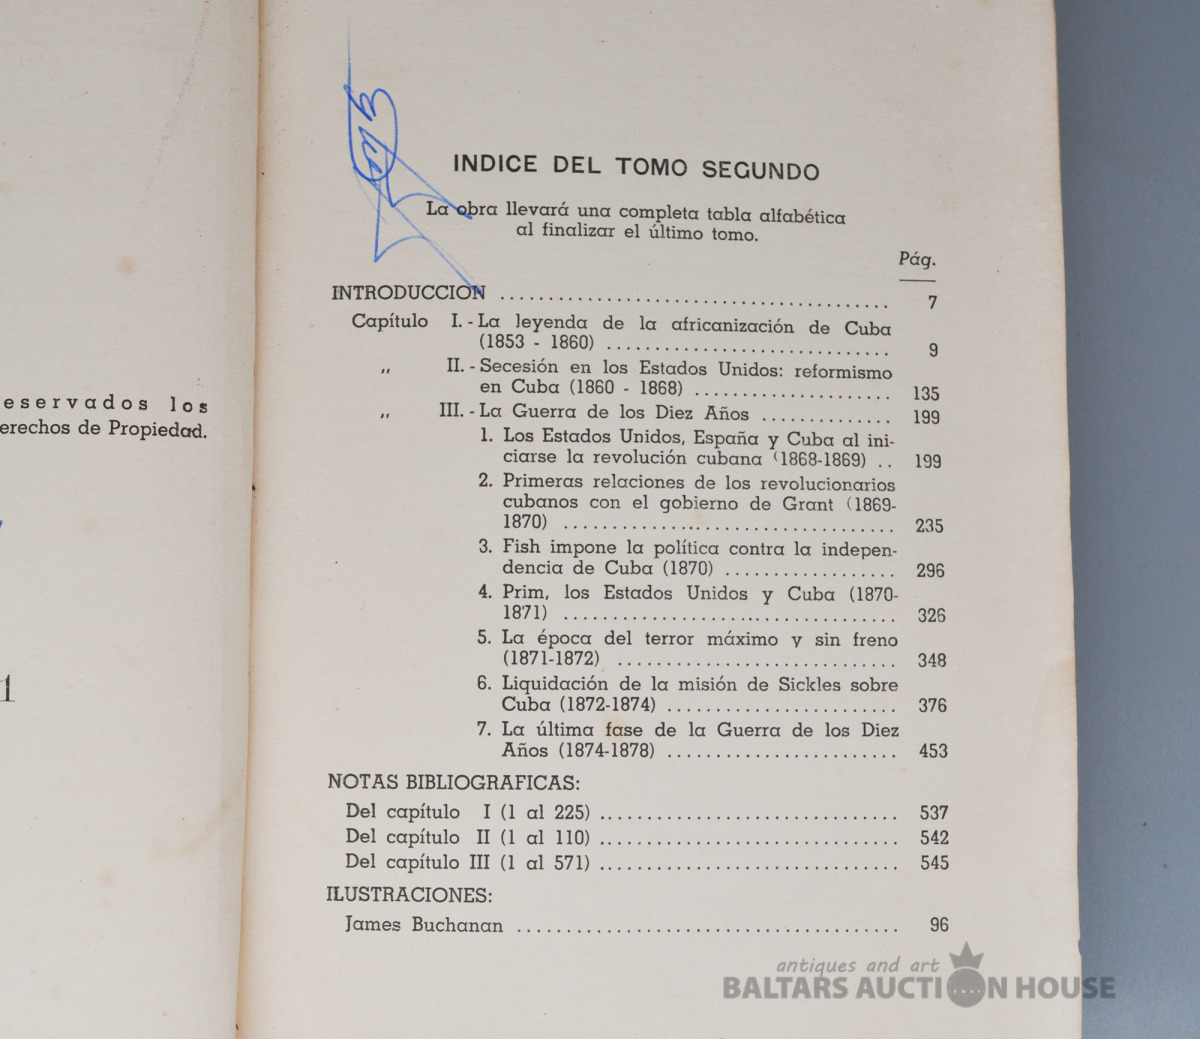 eservados los
erechos de Propiedad.
1
INDICE DEL TOMO SEGUNDO
La obra llevará una completa tabla alfabética
al finalizar el último tomo.
Pág.
INTRODUCCION ........................................ 7
Capítulo I. - La leyenda de la africanización de Cuba
(1853 - 1860) ............................. 9
,, II. - Secesión en los Estados Unidos: reformismo
en Cuba (1860 - 1868) .................... 135
,, III. - La Guerra de los Diez Años .............. 199
1. Los Estados Unidos, España y Cuba al ini-
ciarse la revolución cubana (1868-1869) .. 199
2. Primeras relaciones de los revolucionarios
cubanos con el gobierno de Grant (1869-
1870) .................................. 235
3. Fish impone la política contra la indepen-
dencia de Cuba (1870) .................. 296
4. Prim, los Estados Unidos y Cuba (1870-
1871) .................................. 326
5. La época del terror máximo y sin freno
(1871-1872) ............................. 348
6. Liquidación de la misión de Sickles sobre
Cuba (1872-1874) ........................ 376
7. La última fase de la Guerra de los Diez
Años (1874-1878) ........................ 453
NOTAS BIBLIOGRAFICAS:
Del capítulo I (1 al 225) ............................... 537
Del capítulo II (1 al 110) ............................... 542
Del capítulo III (1 al 571) ............................... 545
ILUSTRACIONES:
James Buchanan ....................................... 96
antiques and art
BALTARS AUCTION HOUSE